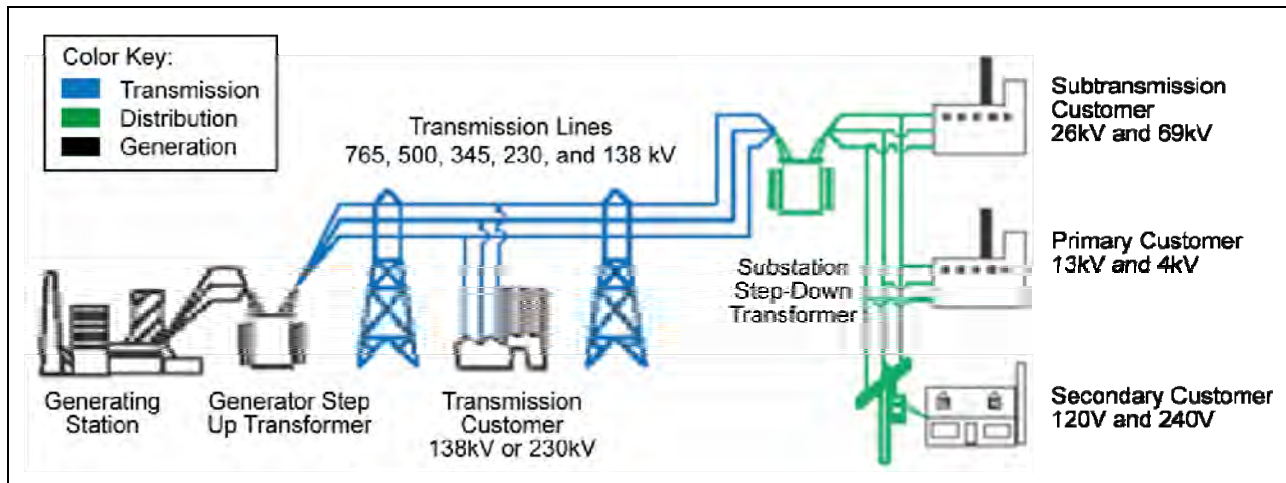 Color Key:
Transmission
Distribution
Generation
Transmission Lines
765, 500, 345, 230, and 138 kV
Subtransmission
Customer
26kV and 69kV
Primary Customer
13kV and 4kV
Substation
Step-Down
Transformer
Generating
Station
Generator Step
Up Transformer
Transmission
Customer
138kV or 230kV
Secondary Customer
120V and 240V